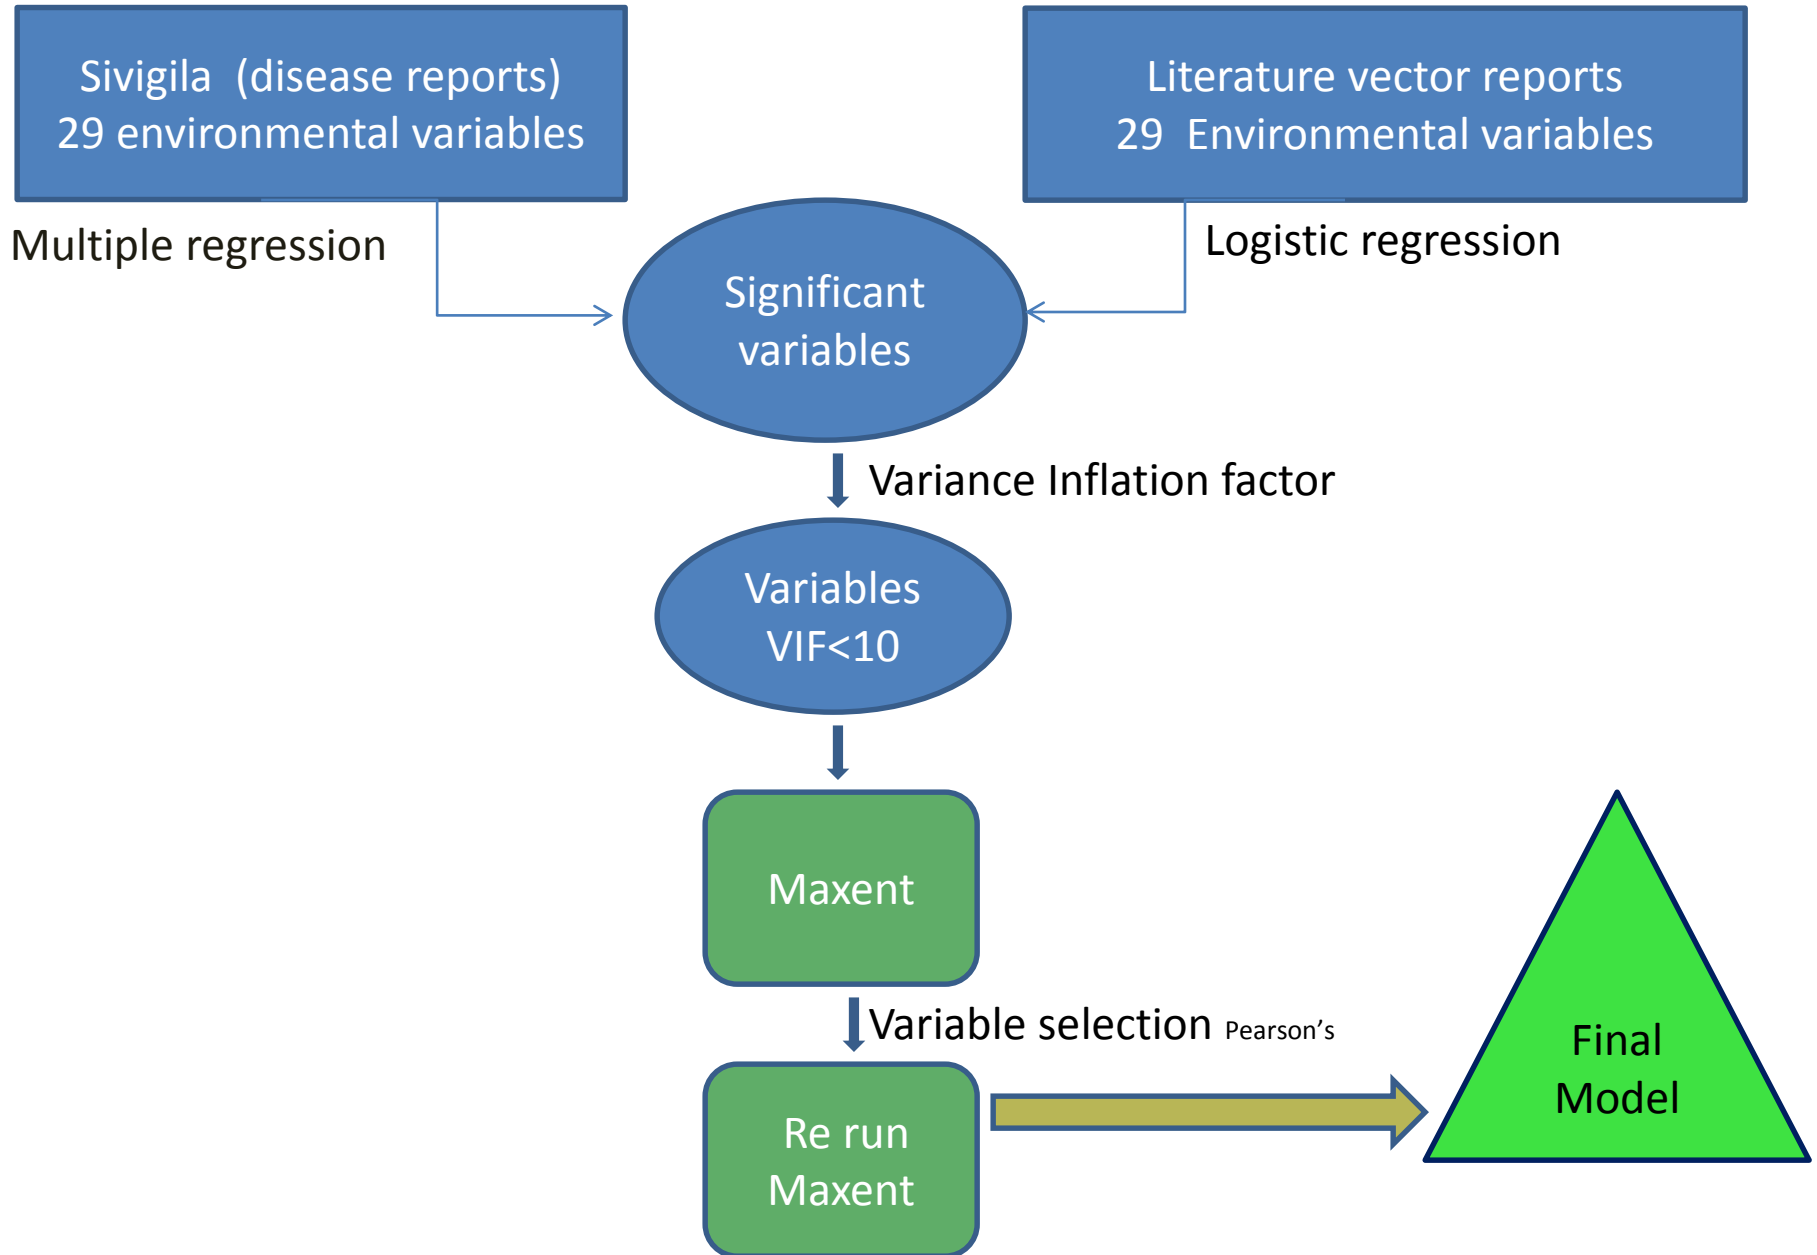 Sivigila (disease reports)
29 environmental variables
Literature vector reports
29 Environmental variables
Multiple regression
Logistic regression
Significant
variables
Variance Inflation factor
Variables
VIF<10
Maxent
Variable selection Pearson’s
Re run
Maxent
Final
Model